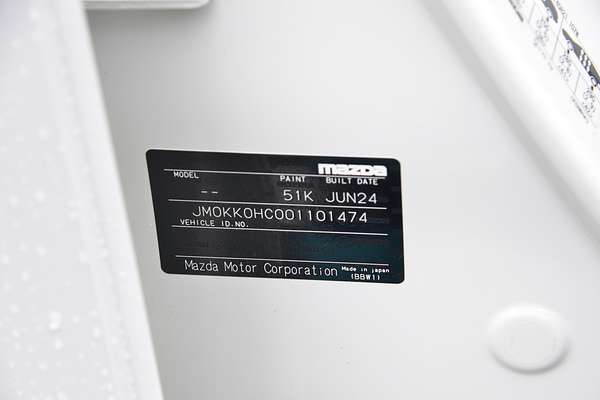 mazda
MODEL PAINT BUILT DATE
-- 51K JUN24
JM0KK0HC001101474
VEHICLE ID.NO.
Mazda Motor Corporation Made in japan
(BBW1)